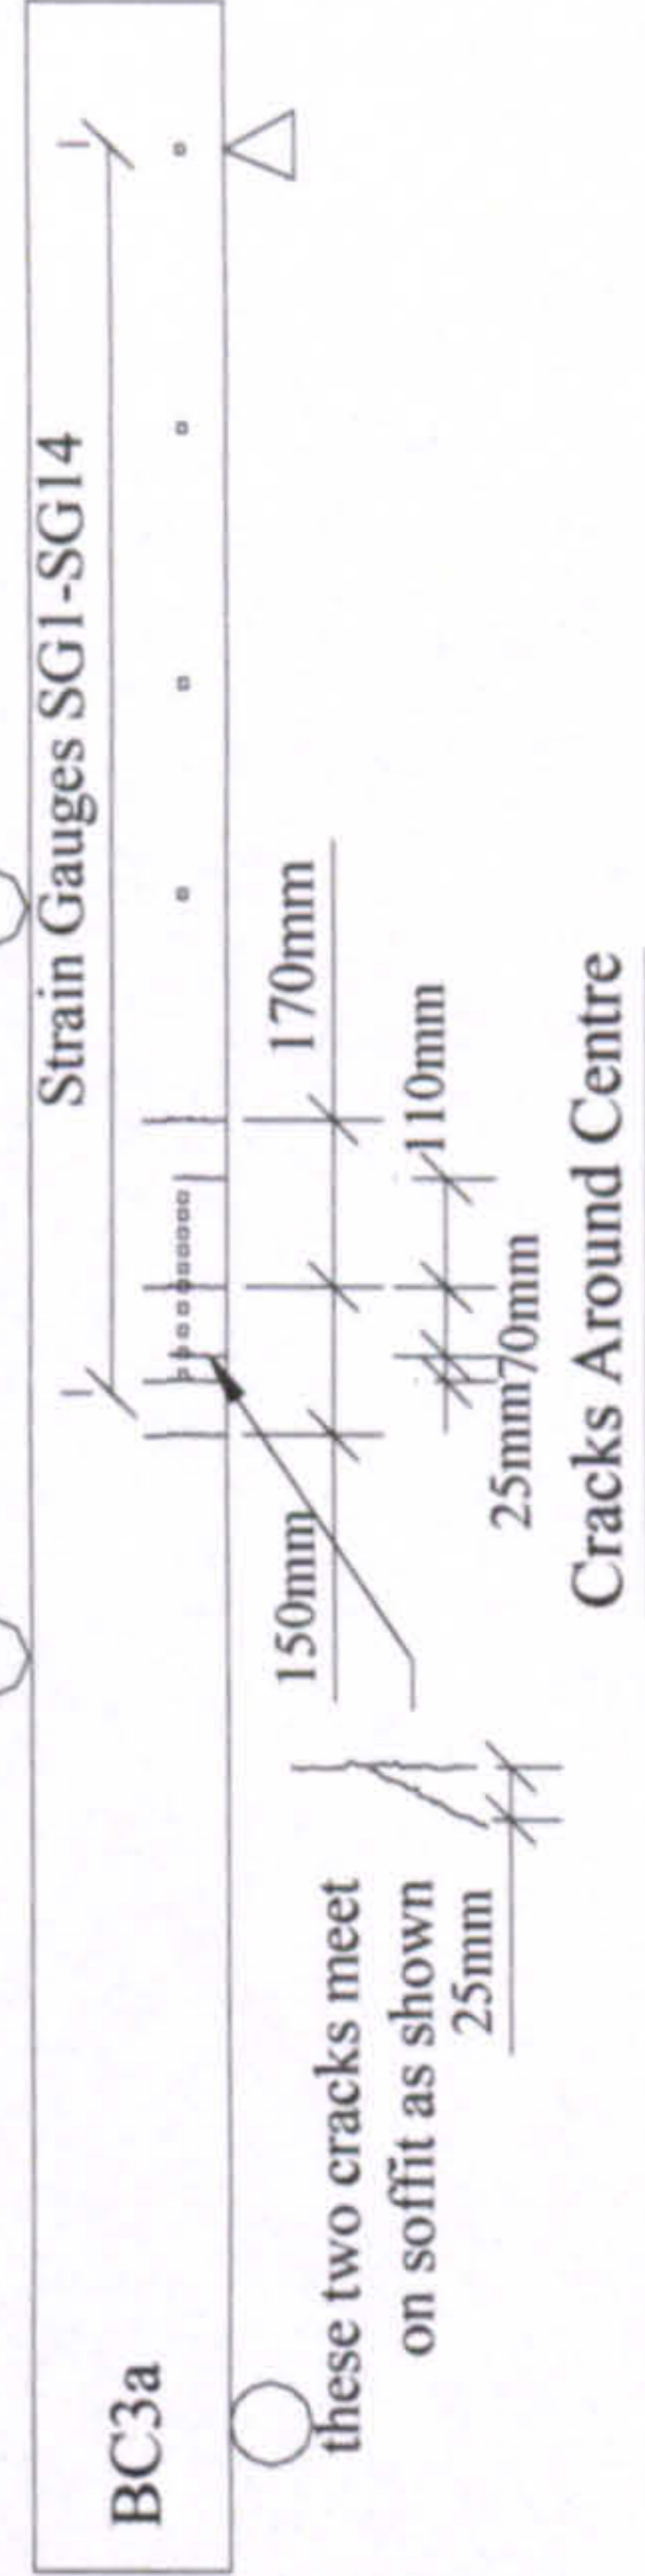 BC3a
Strain Gauges SG1-SG14
150mm
170mm
110mm
25mm
70mm
these two cracks meet
on soffit as shown
25mm
Cracks Around Centre